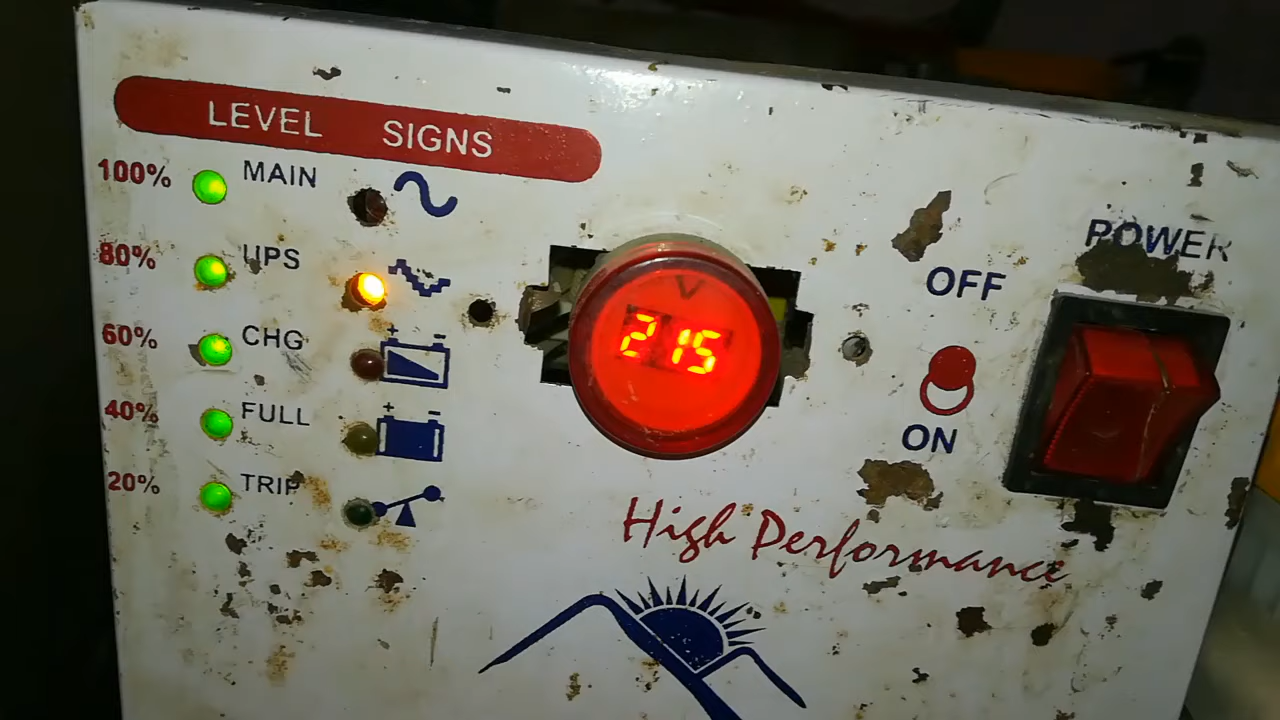 LEVEL SIGNS
100% MAIN
80% UPS
60% CHG
40% FULL
20% TRIP
V
215
POWER
OFF
ON
High Performance